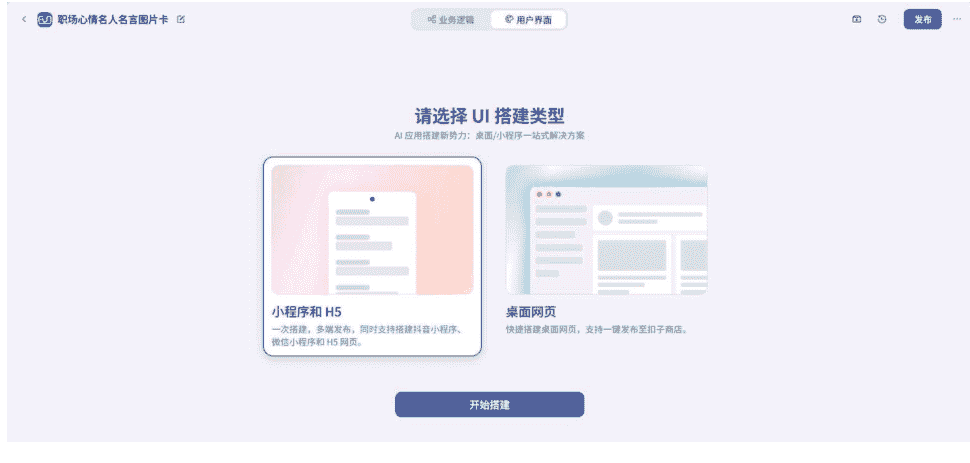 职场心情名人名言图片卡
业务逻辑
用户界面
发布
请选择 UI 搭建类型
AI 应用搭建新势力：桌面/小程序一站式解决方案
小程序和 H5
一次搭建，多端发布，同时支持搭建抖音小程序、
微信小程序和 H5 网页。
桌面网页
快捷搭建桌面网页，支持一键发布至扣子商店。
开始搭建